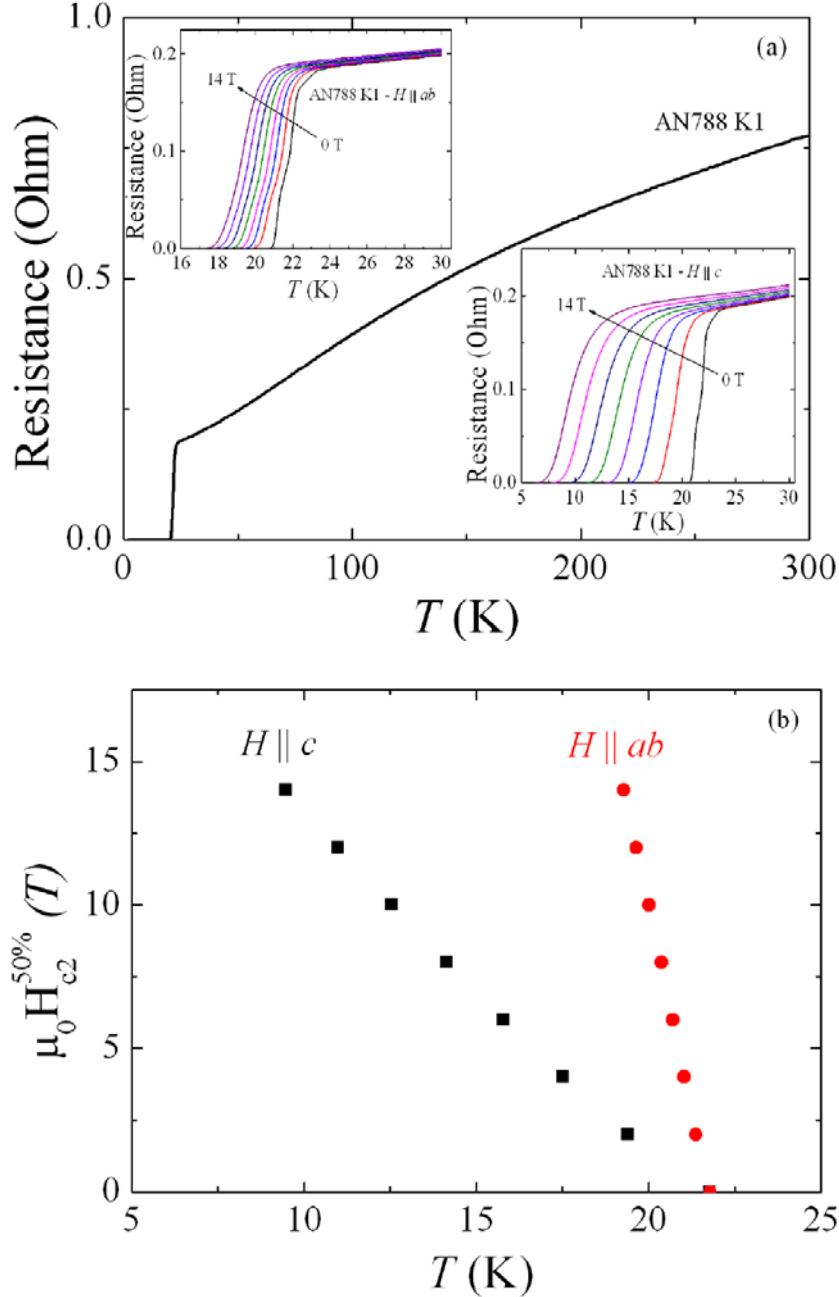 (a)
AN788 K1
Resistance (Ohm)
1.0
0.5
0.0
0 100 200 300
T (K)
Resistance (Ohm)
0.2
0.1
0.0
14 T
AN788 K1 - H || ab
0 T
16 18 20 22 24 26 28 30
T (K)
AN788 K1 - H || c
Resistance (Ohm)
0.2
0.1
0.0
14 T
0 T
5 10 15 20 25 30
T (K)
(b)
H || c
H || ab
μ₀H_c2^50% (T)
15
10
5
0
5 10 15 20 25
T (K)